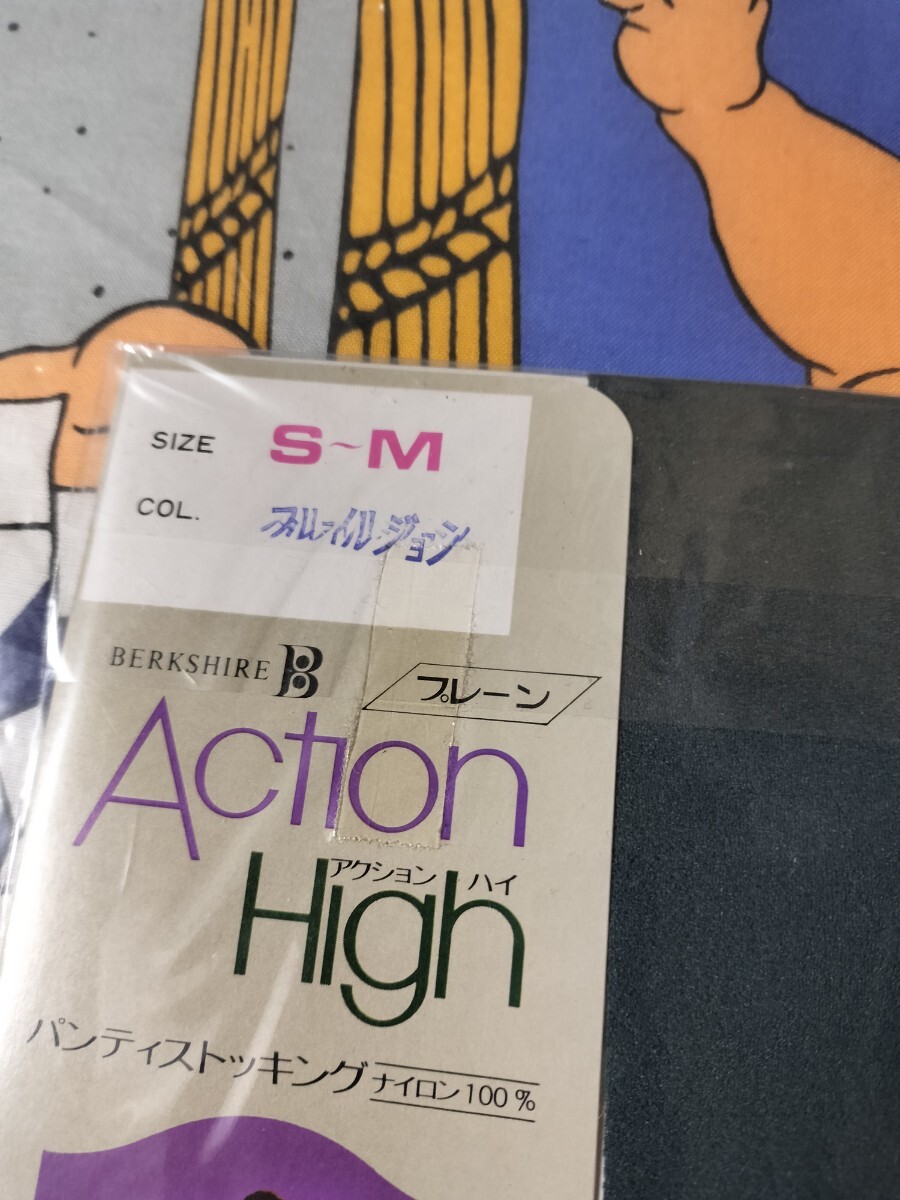 SIZE S~M
COL. ブルーイルージョン
BERKSHIRE B
プレーン
Action
アクション ハイ
High
パンティストッキング ナイロン100%